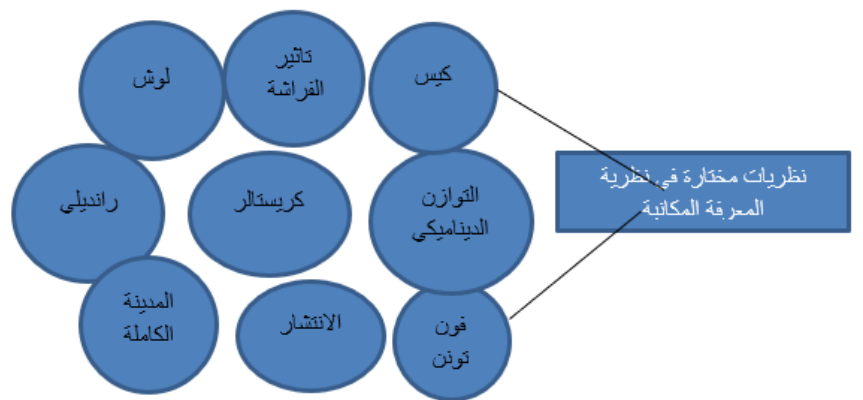 كيس
تاثير
الفراشة
لوش
نظريات مختارة في نظرية
المعرفة المكانية
التوازن
الديناميكي
كريستالر
رانديلي
فون
تونن
الانتشار
المدينة
الكاملة